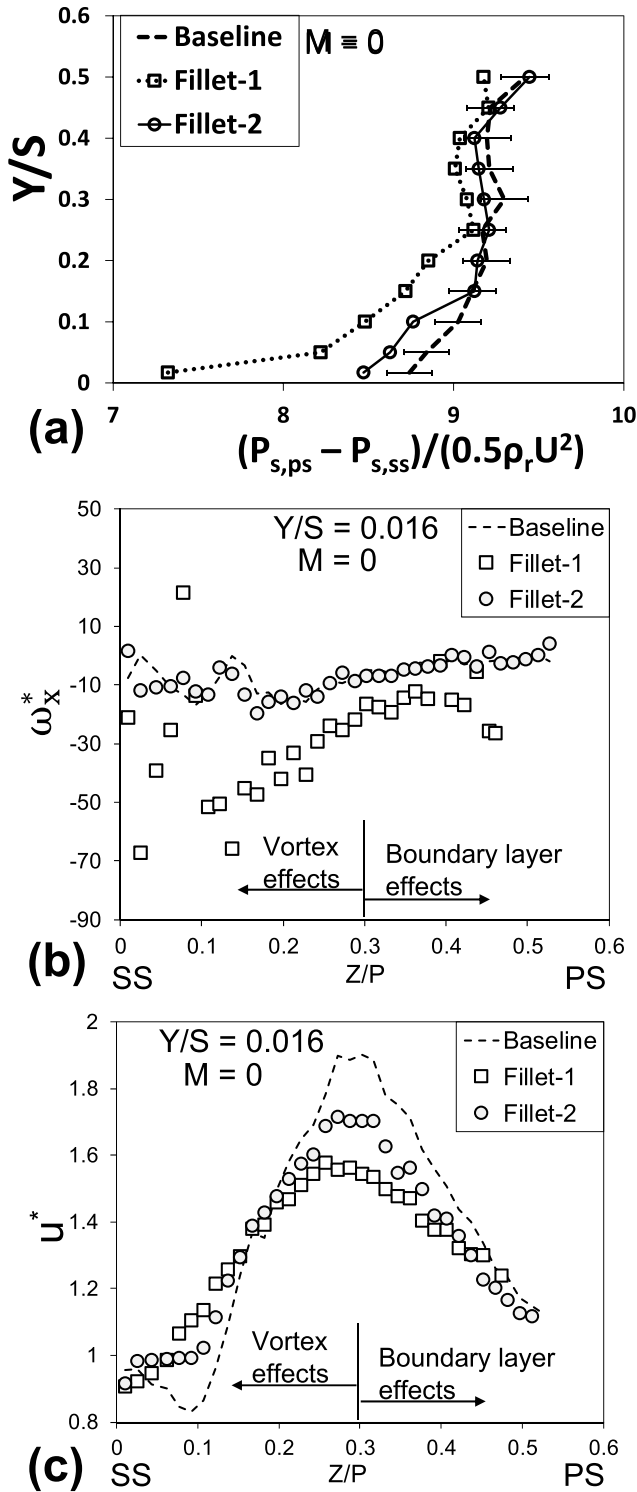 0.6
0.5
0.4
0.3
0.2
0.1
0
Y/S
Baseline
Fillet-1
Fillet-2
M = 0
7 8 9 10
(a)
(P_s,ps – P_s,ss)/(0.5ρ_rU²)
50
30
10
-10
-30
-50
-70
-90
ω*x
Y/S = 0.016
M = 0
Baseline
Fillet-1
Fillet-2
Vortex
effects
Boundary layer
effects
0 0.1 0.2 0.3 0.4 0.5 0.6
(b)
SS Z/P PS
2
1.8
1.6
1.4
1.2
1
0.8
u*
Y/S = 0.016
M = 0
Baseline
Fillet-1
Fillet-2
Vortex
effects
Boundary layer
effects
0 0.1 0.2 0.3 0.4 0.5 0.6
(c)
SS Z/P PS